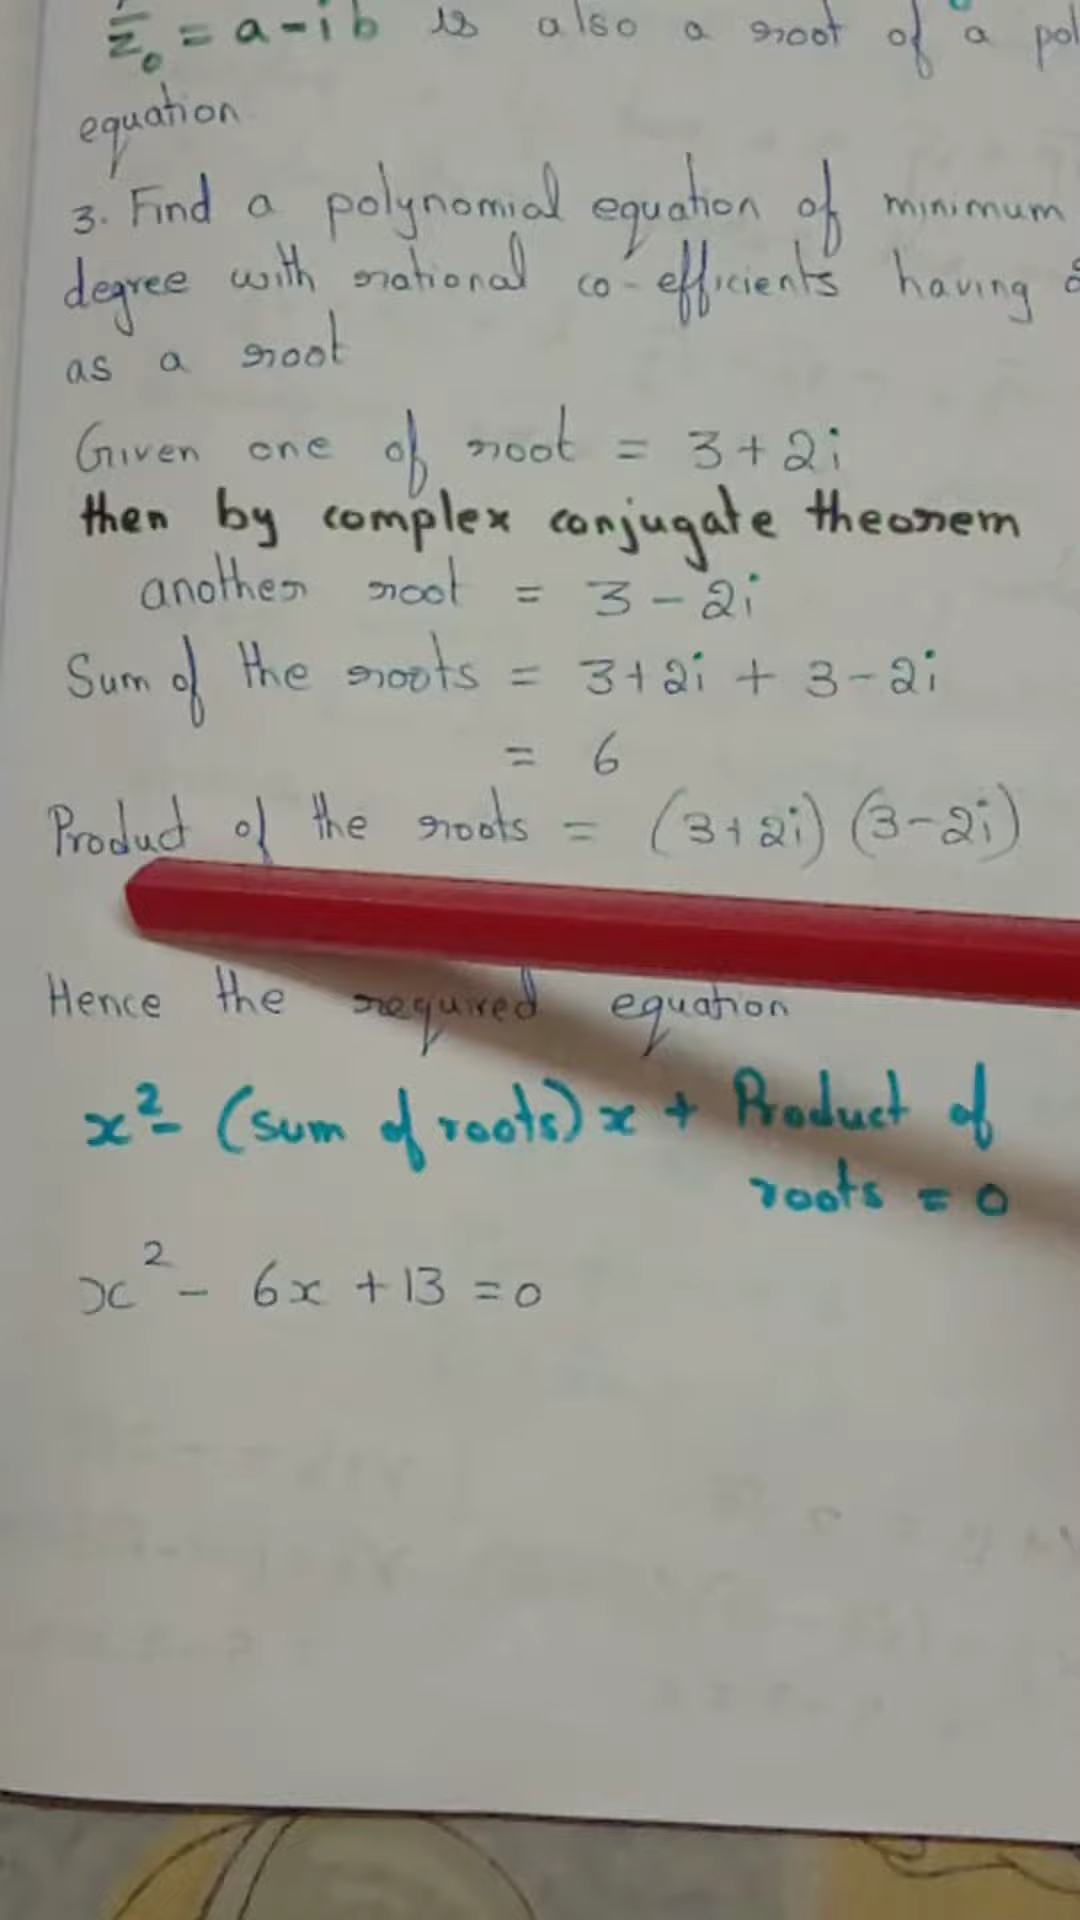 z̄₀ = a-ib is also a root of a pol
equation
3. Find a polynomial equation of minimum
degree with rational co-efficients having
as a root
Given one of root = 3+2i
then by complex conjugate theorem
another root = 3-2i
Sum of the roots = 3+2i + 3-2i
= 6
Product of the roots = (3+2i) (3-2i)
Hence the required equation
x²- (sum of roots) x + Product of
roots = 0
x² - 6x +13 =0